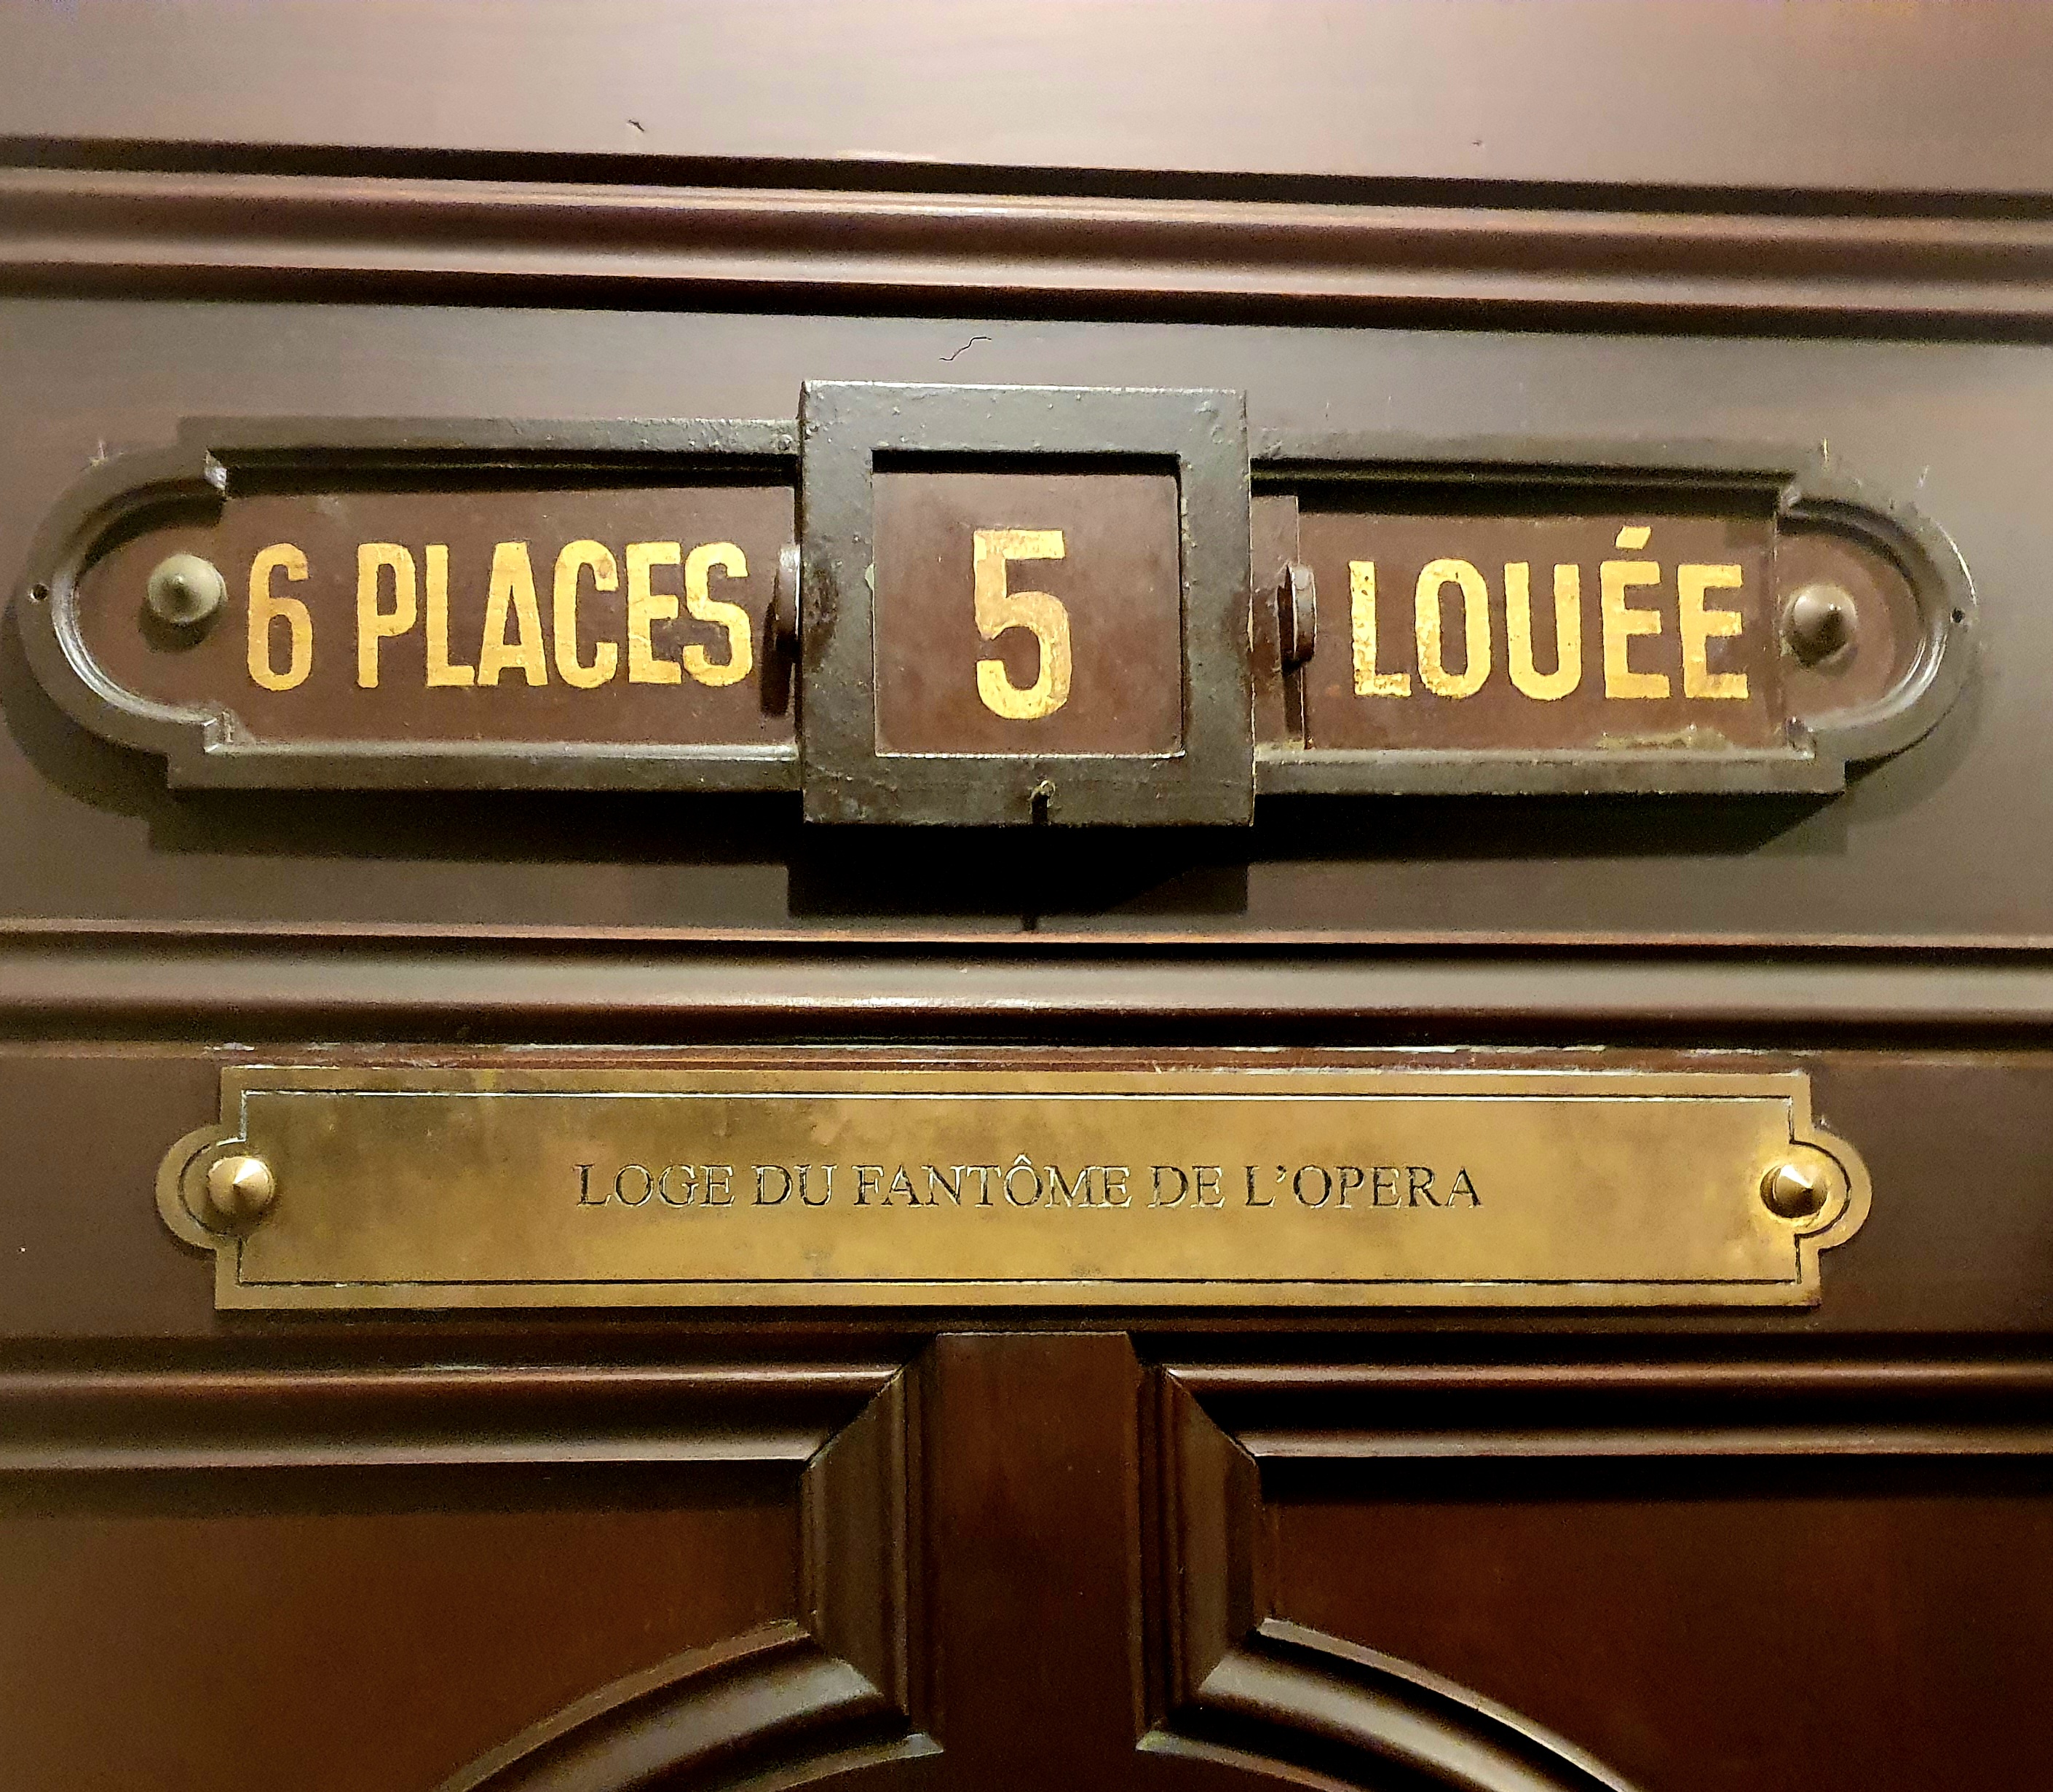 6 PLACES 5 LOUÉE
LOGE DU FANTÔME DE L'OPERA